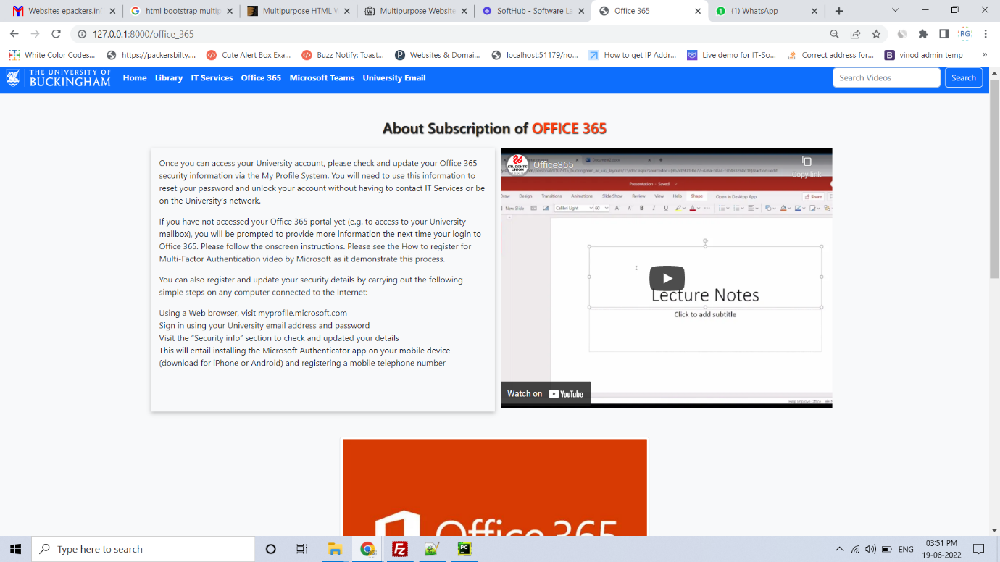 Websites epackers.in(
html bootstrap multip
Multipurpose HTML W
Multipurpose Website
SoftHub - Software La
Office 365
(1) WhatsApp
127.0.0.1:8000/office_365
RG
White Color Codes...
https://packersbilty....
Cute Alert Box Exa...
Buzz Notify: Toast...
Websites & Domai...
localhost:51179/no...
How to get IP Addr...
Live demo for IT-So...
Correct address for...
vinod admin temp
»
THE UNIVERSITY OF
BUCKINGHAM
Home Library IT Services Office 365 Microsoft Teams University Email
Search Videos
Search
About Subscription of OFFICE 365
Once you can access your University account, please check and update your Office 365
security information via the My Profile System. You will need to use this information to
reset your password and unlock your account without having to contact IT Services or be
on the University's network.
If you have not accessed your Office 365 portal yet (e.g. to access to your University
mailbox), you will be prompted to provide more information the next time your login to
Office 365. Please follow the onscreen instructions. Please see the How to register for
Multi-Factor Authentication video by Microsoft as it demonstrate this process.
You can also register and update your security details by carrying out the following
simple steps on any computer connected to the Internet:
Using a Web browser, visit myprofile.microsoft.com
Sign in using your University email address and password
Visit the “Security info” section to check and updated your details
This will entail installing the Microsoft Authenticator app on your mobile device
(download for iPhone or Android) and registering a mobile telephone number
STUDENTS'
UNION
Office365
Copy link
Presentation - Saved
Draw Design Transitions Animations Slide Show Review View Help Shape Open in Desktop App Share
New Slide Calibri Light 60 B I U
Lecture Notes
Click to add subtitle
Watch on YouTube
Help Improve Office
Office 365
Type here to search
ENG
03:51 PM
19-06-2022